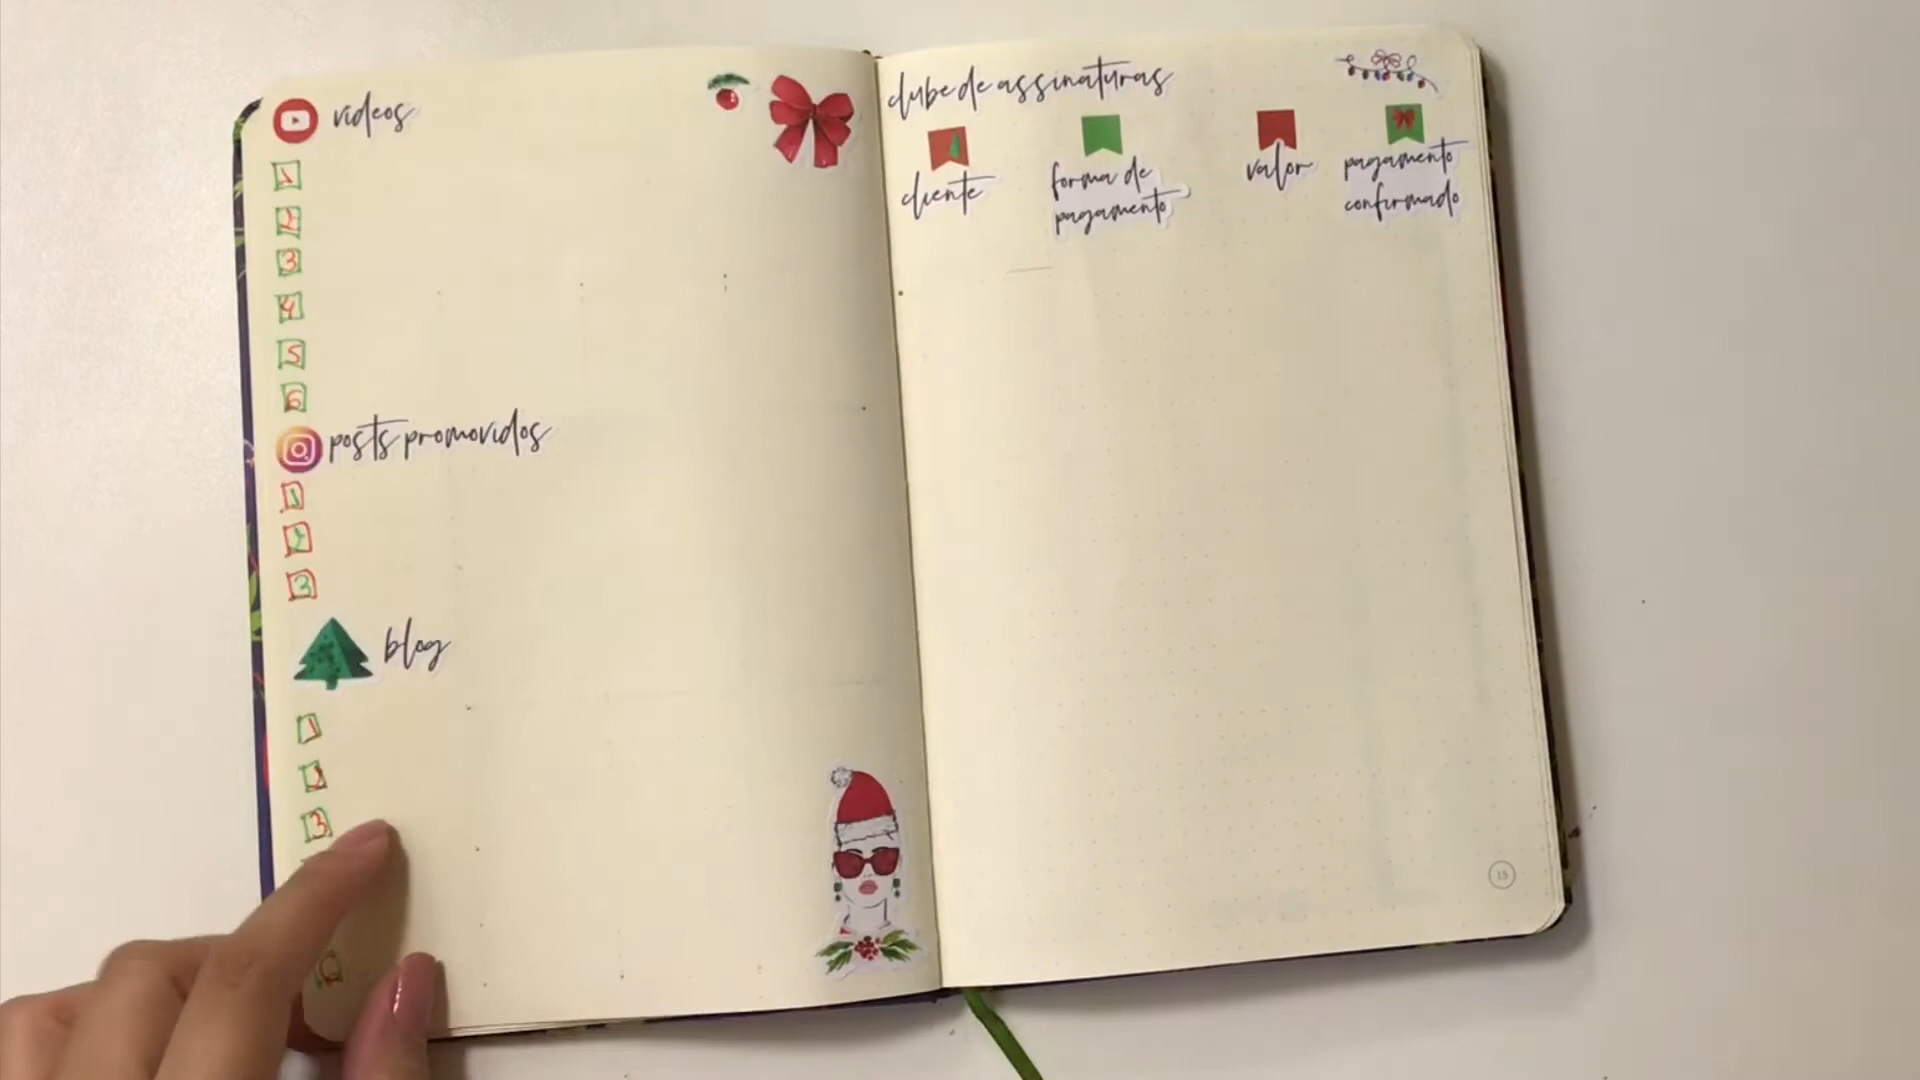 videos
1
2
3
4
5
6
posts promovidos
1
2
3
blog
1
2
3
clube de assinaturas
cliente
forma de
pagamento
valor
pagamento
confirmado
15